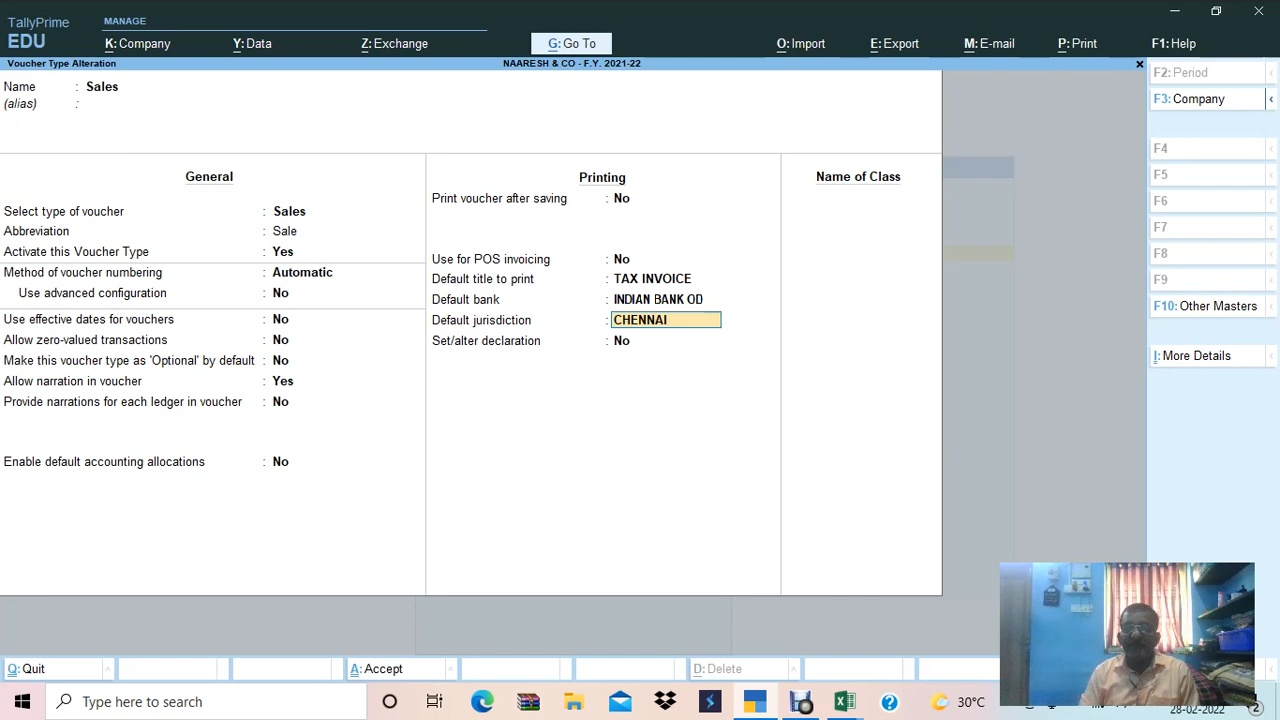 TallyPrime
EDU
MANAGE
K: Company
Y: Data
Z: Exchange
G: Go To
O: Import
E: Export
M: E-mail
P: Print
F1: Help
Voucher Type Alteration
NAARESH & CO - F.Y. 2021-22
Name : Sales
(alias) :
General
Select type of voucher : Sales
Abbreviation : Sale
Activate this Voucher Type : Yes
Method of voucher numbering : Automatic
Use advanced configuration : No
Use effective dates for vouchers : No
Allow zero-valued transactions : No
Make this voucher type as 'Optional' by default : No
Allow narration in voucher : Yes
Provide narrations for each ledger in voucher : No
Enable default accounting allocations : No
Printing
Print voucher after saving : No
Use for POS invoicing : No
Default title to print : TAX INVOICE
Default bank : INDIAN BANK OD
Default jurisdiction : CHENNAI
Set/alter declaration : No
Name of Class
F2: Period
F3: Company
F4
F5
F6
F7
F8
F9
F10: Other Masters
I: More Details
Q: Quit
A: Accept
D: Delete
Type here to search
30°C
28-02-2022
2